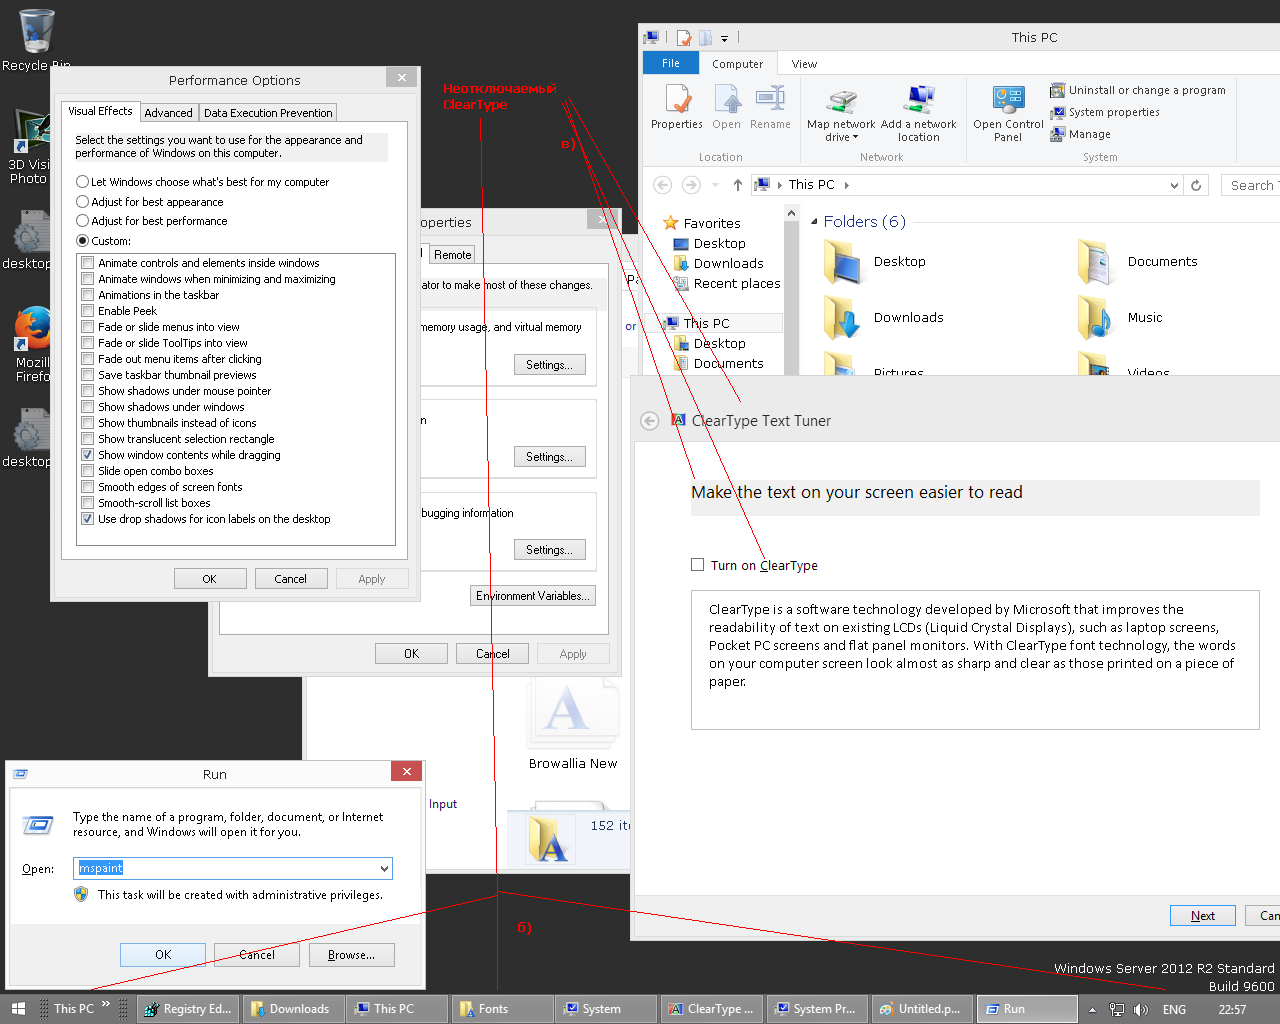 Recycle Bin
3D Visi
Photo
desktop
Mozil
Firefo
desktop
Performance Options
Visual Effects
Advanced
Data Execution Prevention
Select the settings you want to use for the appearance and
performance of Windows on this computer.
Let Windows choose what's best for my computer
Adjust for best appearance
Adjust for best performance
Custom:
Animate controls and elements inside windows
Animate windows when minimizing and maximizing
Animations in the taskbar
Enable Peek
Fade or slide menus into view
Fade or slide ToolTips into view
Fade out menu items after clicking
Save taskbar thumbnail previews
Show shadows under mouse pointer
Show shadows under windows
Show thumbnails instead of icons
Show translucent selection rectangle
Show window contents while dragging
Slide open combo boxes
Smooth edges of screen fonts
Smooth-scroll list boxes
Use drop shadows for icon labels on the desktop
OK
Cancel
Apply
Неотключаемый
ClearType
в)
б)
operties
Remote
ator to make most of these changes.
memory usage, and virtual memory
Settings...
n
Settings...
bugging information
Settings...
Environment Variables...
OK
Cancel
Apply
Pa
or
Browallia New
Input
152 ite
This PC
File
Computer
View
Properties
Open
Rename
Location
Map network
drive
Add a network
location
Network
Open Control
Panel
Uninstall or change a program
System properties
Manage
System
This PC
Search T
Favorites
Desktop
Downloads
Recent places
This PC
Desktop
Documents
Folders (6)
Desktop
Documents
Downloads
Music
Pictures
Videos
ClearType Text Tuner
Make the text on your screen easier to read
Turn on ClearType
ClearType is a software technology developed by Microsoft that improves the
readability of text on existing LCDs (Liquid Crystal Displays), such as laptop screens,
Pocket PC screens and flat panel monitors. With ClearType font technology, the words
on your computer screen look almost as sharp and clear as those printed on a piece of
paper.
Next
Can
Run
Type the name of a program, folder, document, or Internet
resource, and Windows will open it for you.
Open:
mspaint
This task will be created with administrative privileges.
OK
Cancel
Browse...
Windows Server 2012 R2 Standard
Build 9600
This PC
»
Registry Ed...
Downloads
This PC
Fonts
System
ClearType ...
System Pr...
Untitled.p...
Run
ENG
22:57